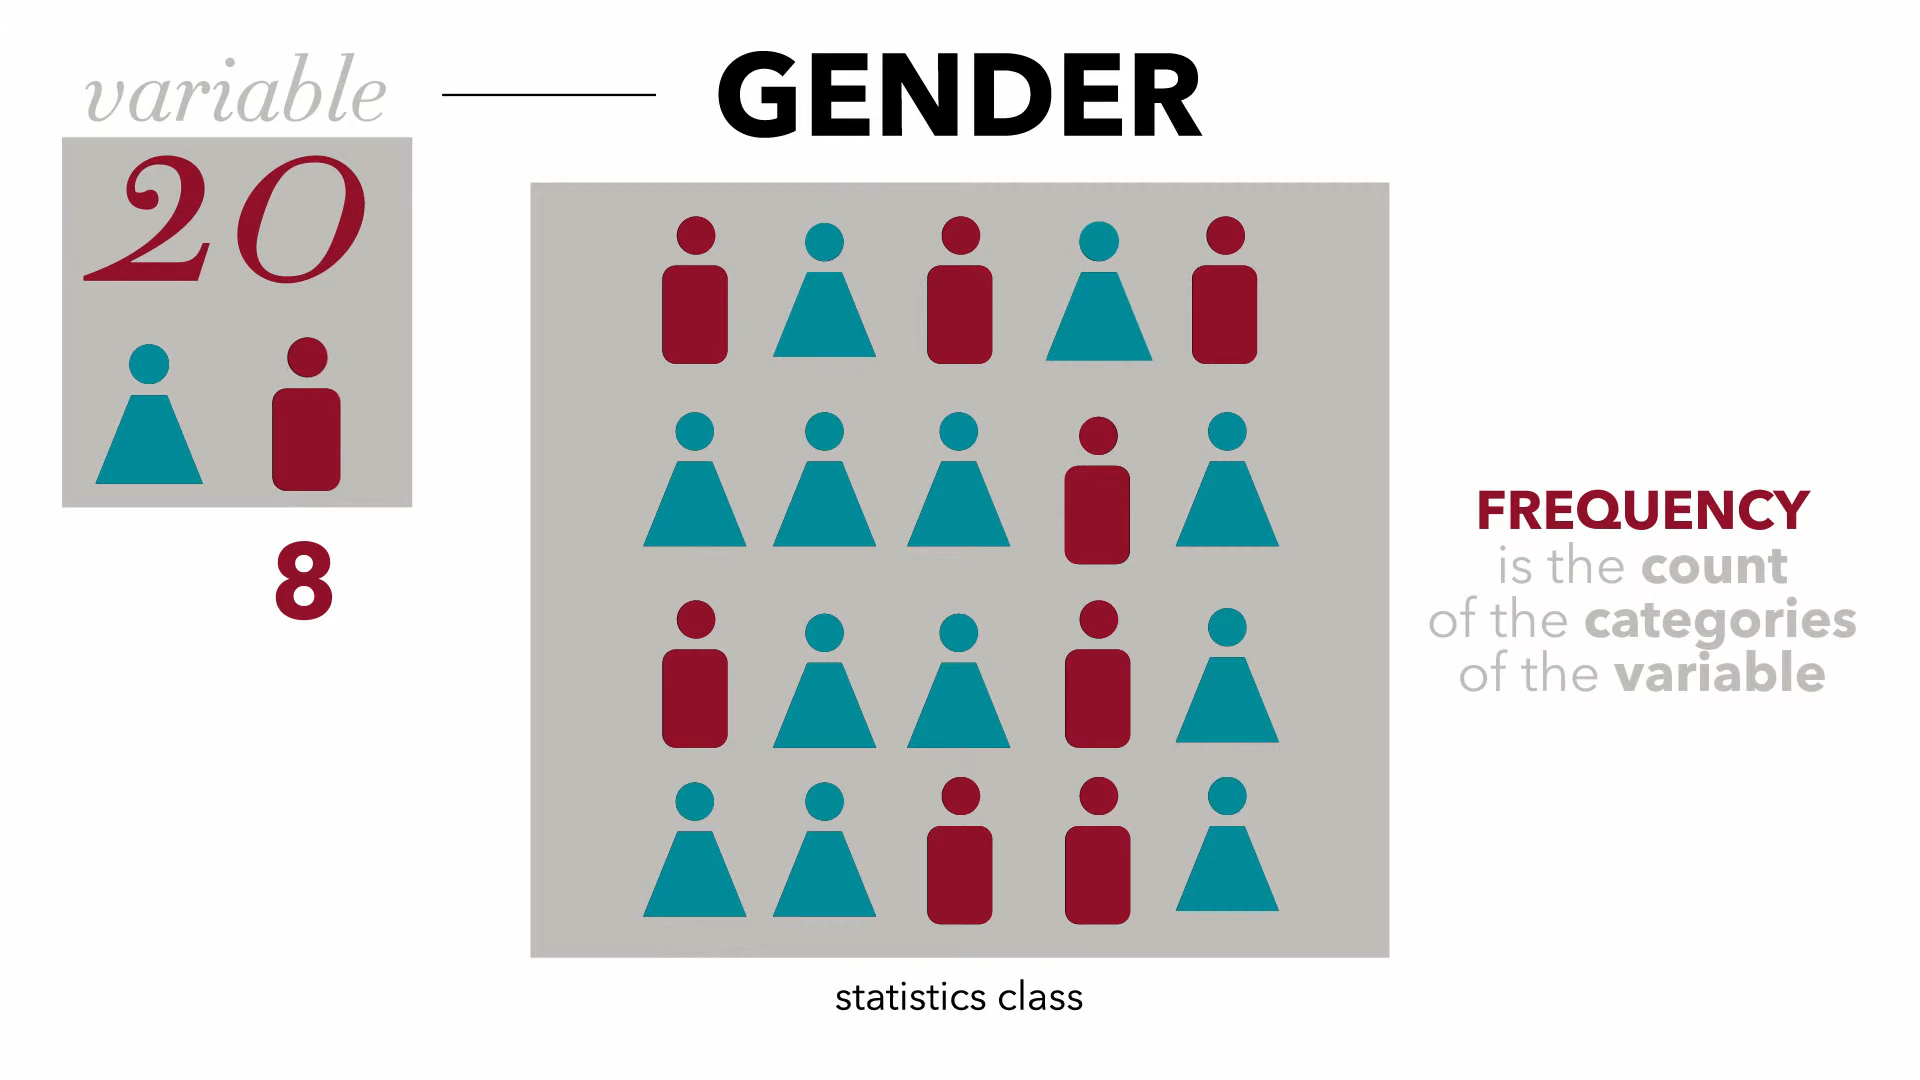 variable
GENDER
20
8
FREQUENCY
is the count
of the categories
of the variable
statistics class